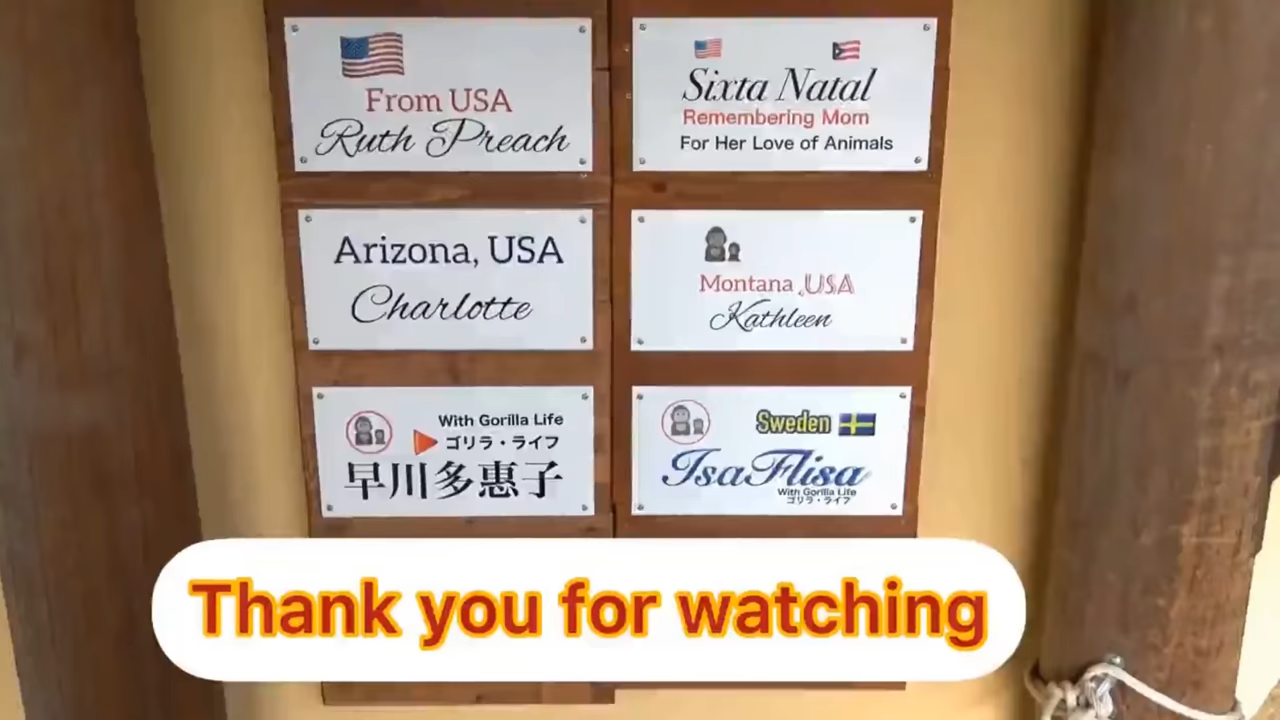 From USA
Ruth Preach
Sixta Natal
Remembering Mom
For Her Love of Animals
Arizona, USA
Charlotte
Montana ,USA
Kathleen
With Gorilla Life
ゴリラ・ライフ
早川多惠子
Sweden
IsaFlisa
With Gorilla Life
ゴリラ・ライフ
Thank you for watching